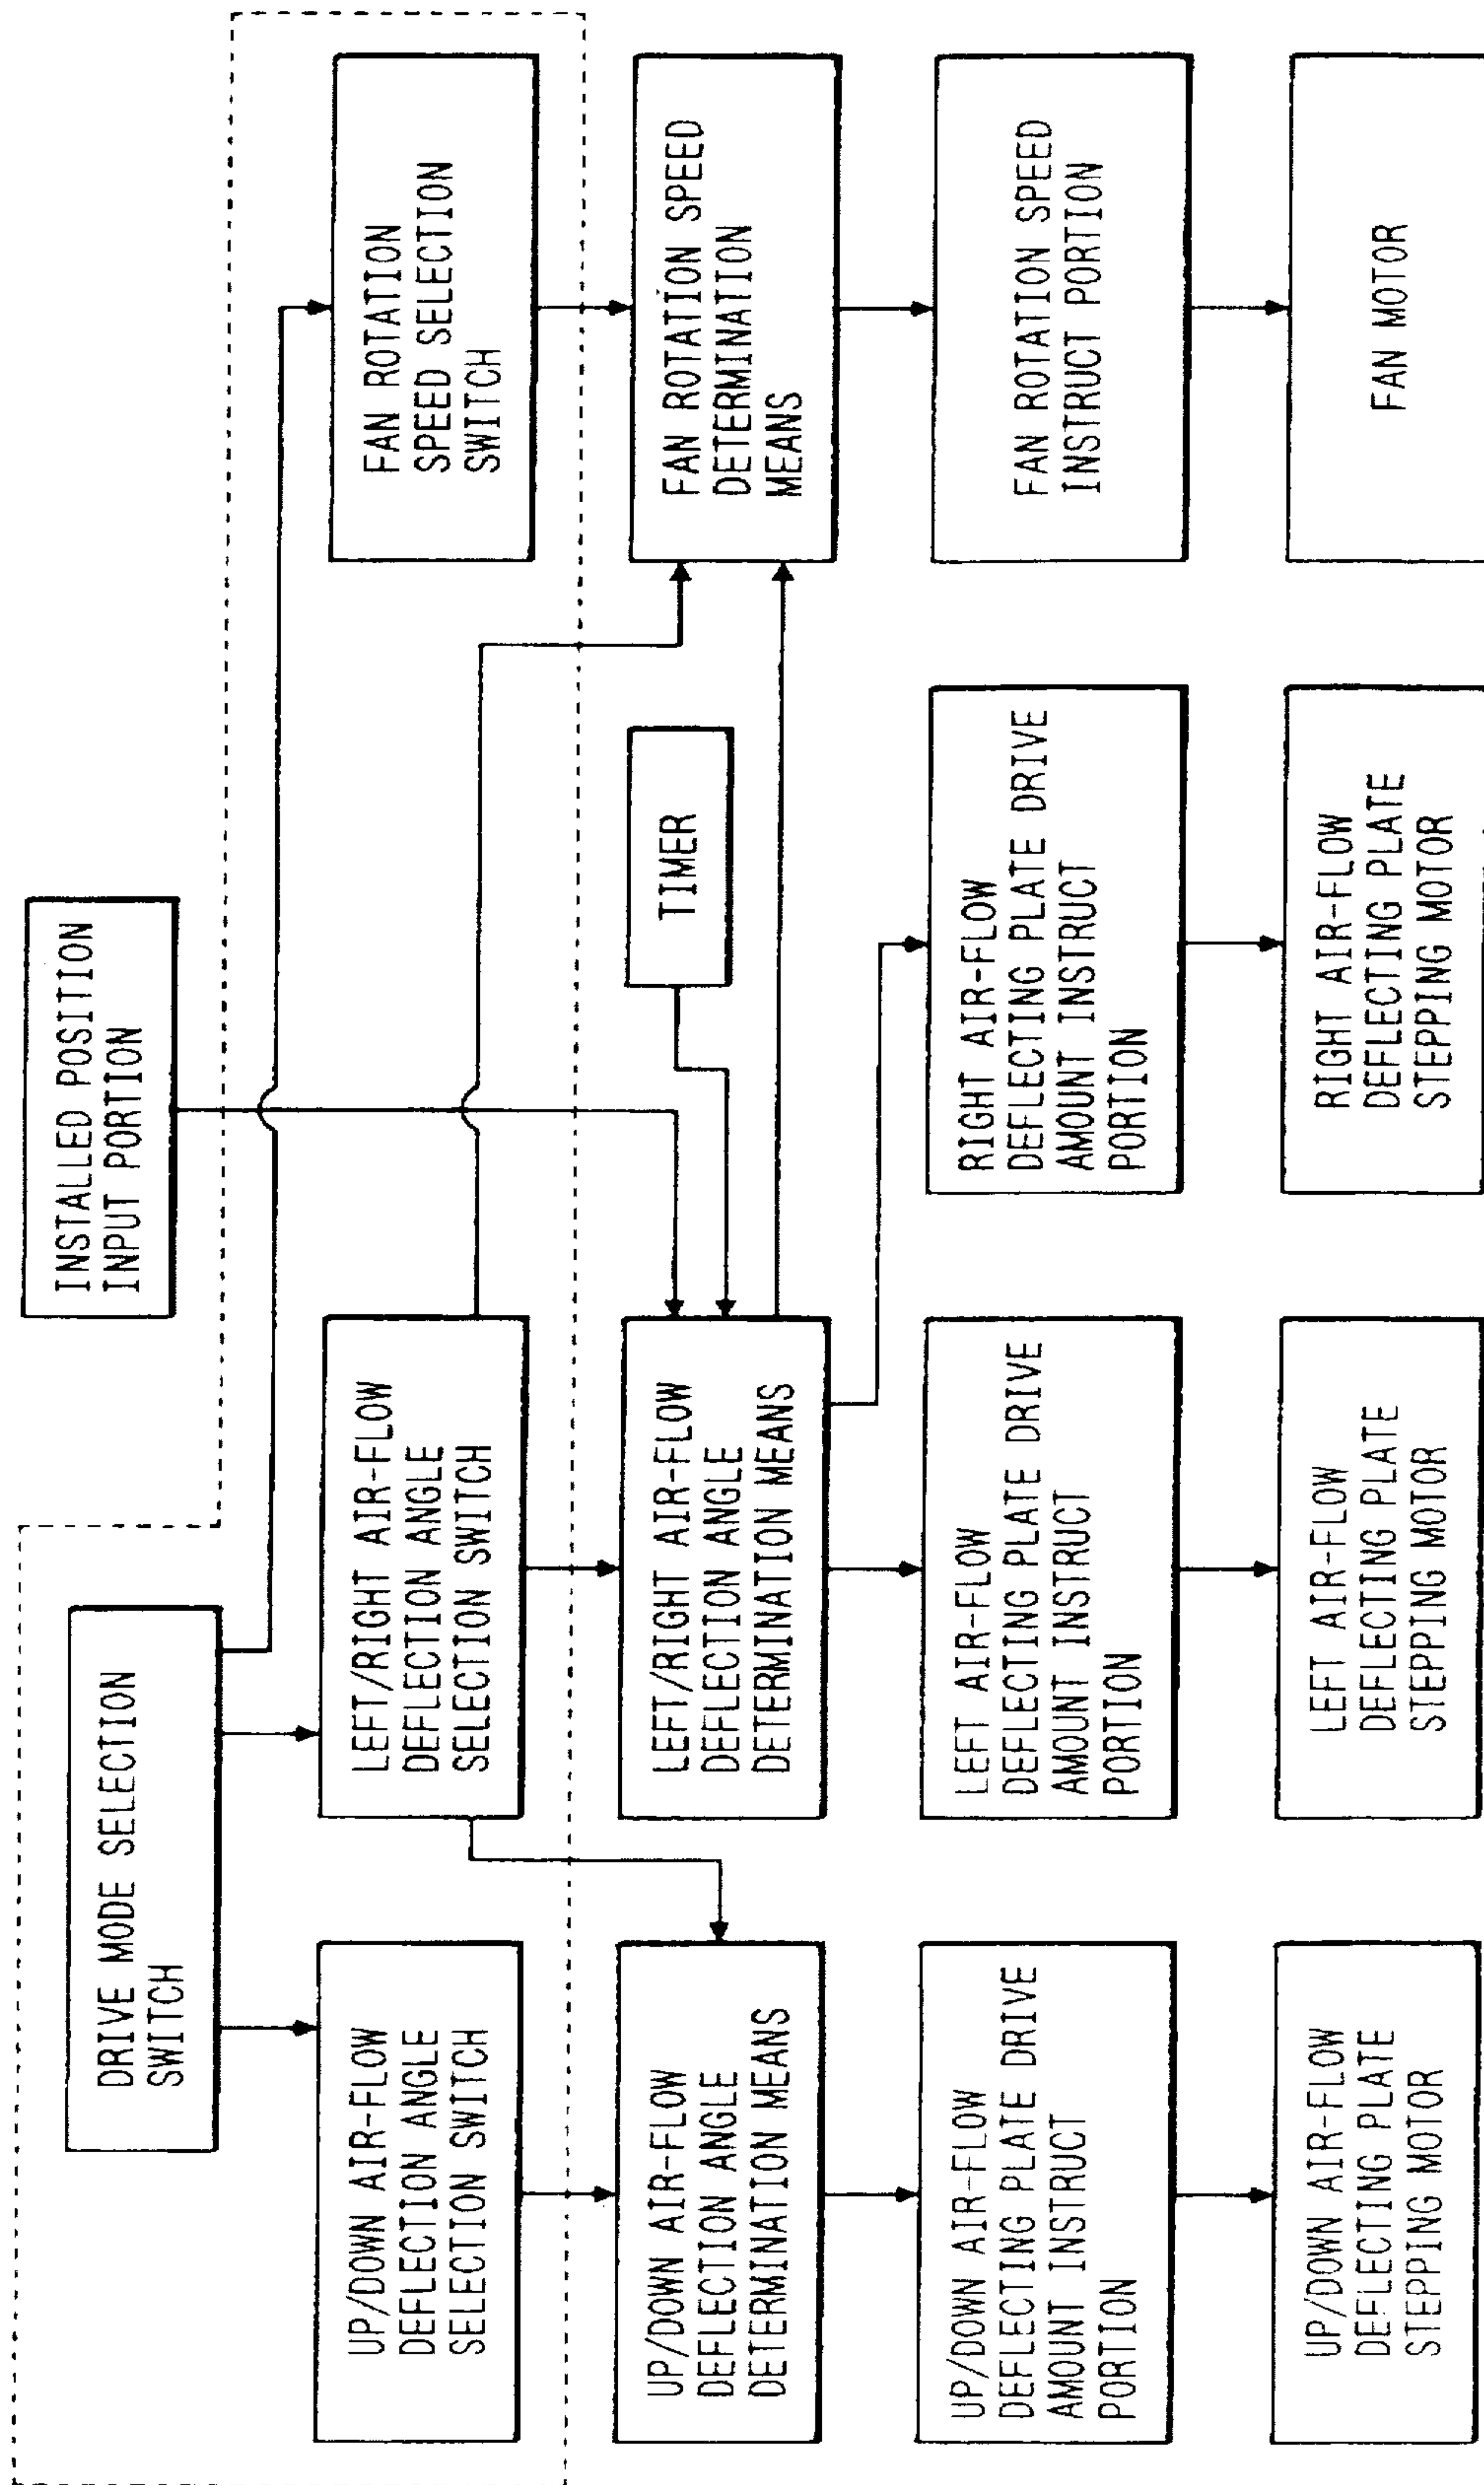 INSTALLED POSITION
INPUT PORTION
DRIVE MODE SELECTION
SWITCH
UP/DOWN AIR-FLOW
DEFLECTION ANGLE
SELECTION SWITCH
LEFT/RIGHT AIR-FLOW
DEFLECTION ANGLE
SELECTION SWITCH
FAN ROTATION
SPEED SELECTION
SWITCH
UP/DOWN AIR-FLOW
DEFLECTION ANGLE
DETERMINATION MEANS
LEFT/RIGHT AIR-FLOW
DEFLECTION ANGLE
DETERMINATION MEANS
TIMER
FAN ROTATION SPEED
DETERMINATION
MEANS
UP/DOWN AIR-FLOW
DEFLECTING PLATE DRIVE
AMOUNT INSTRUCT
PORTION
LEFT AIR-FLOW
DEFLECTING PLATE DRIVE
AMOUNT INSTRUCT
PORTION
RIGHT AIR-FLOW
DEFLECTING PLATE DRIVE
AMOUNT INSTRUCT
PORTION
FAN ROTATION SPEED
INSTRUCT PORTION
UP/DOWN AIR-FLOW
DEFLECTING PLATE
STEPPING MOTOR
LEFT AIR-FLOW
DEFLECTING PLATE
STEPPING MOTOR
RIGHT AIR-FLOW
DEFLECTING PLATE
STEPPING MOTOR
FAN MOTOR